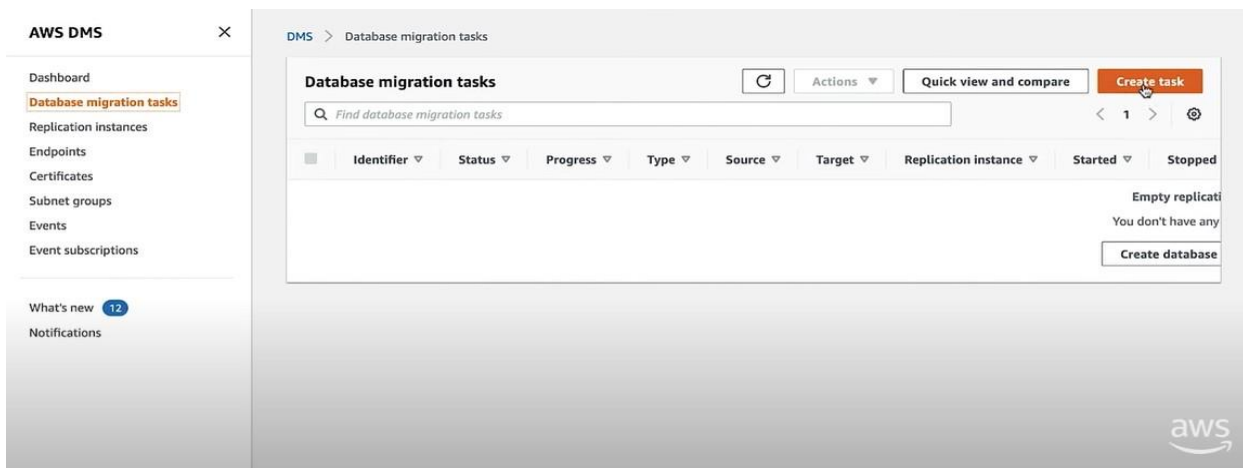 AWS DMS
Dashboard
Database migration tasks
Replication instances
Endpoints
Certificates
Subnet groups
Events
Event subscriptions
What's new 12
Notifications
DMS > Database migration tasks
Database migration tasks Actions Quick view and compare Create task
Find database migration tasks < 1 >
Identifier Status Progress Type Source Target Replication instance Started Stopped
Empty replicati
You don't have any
Create database
aws